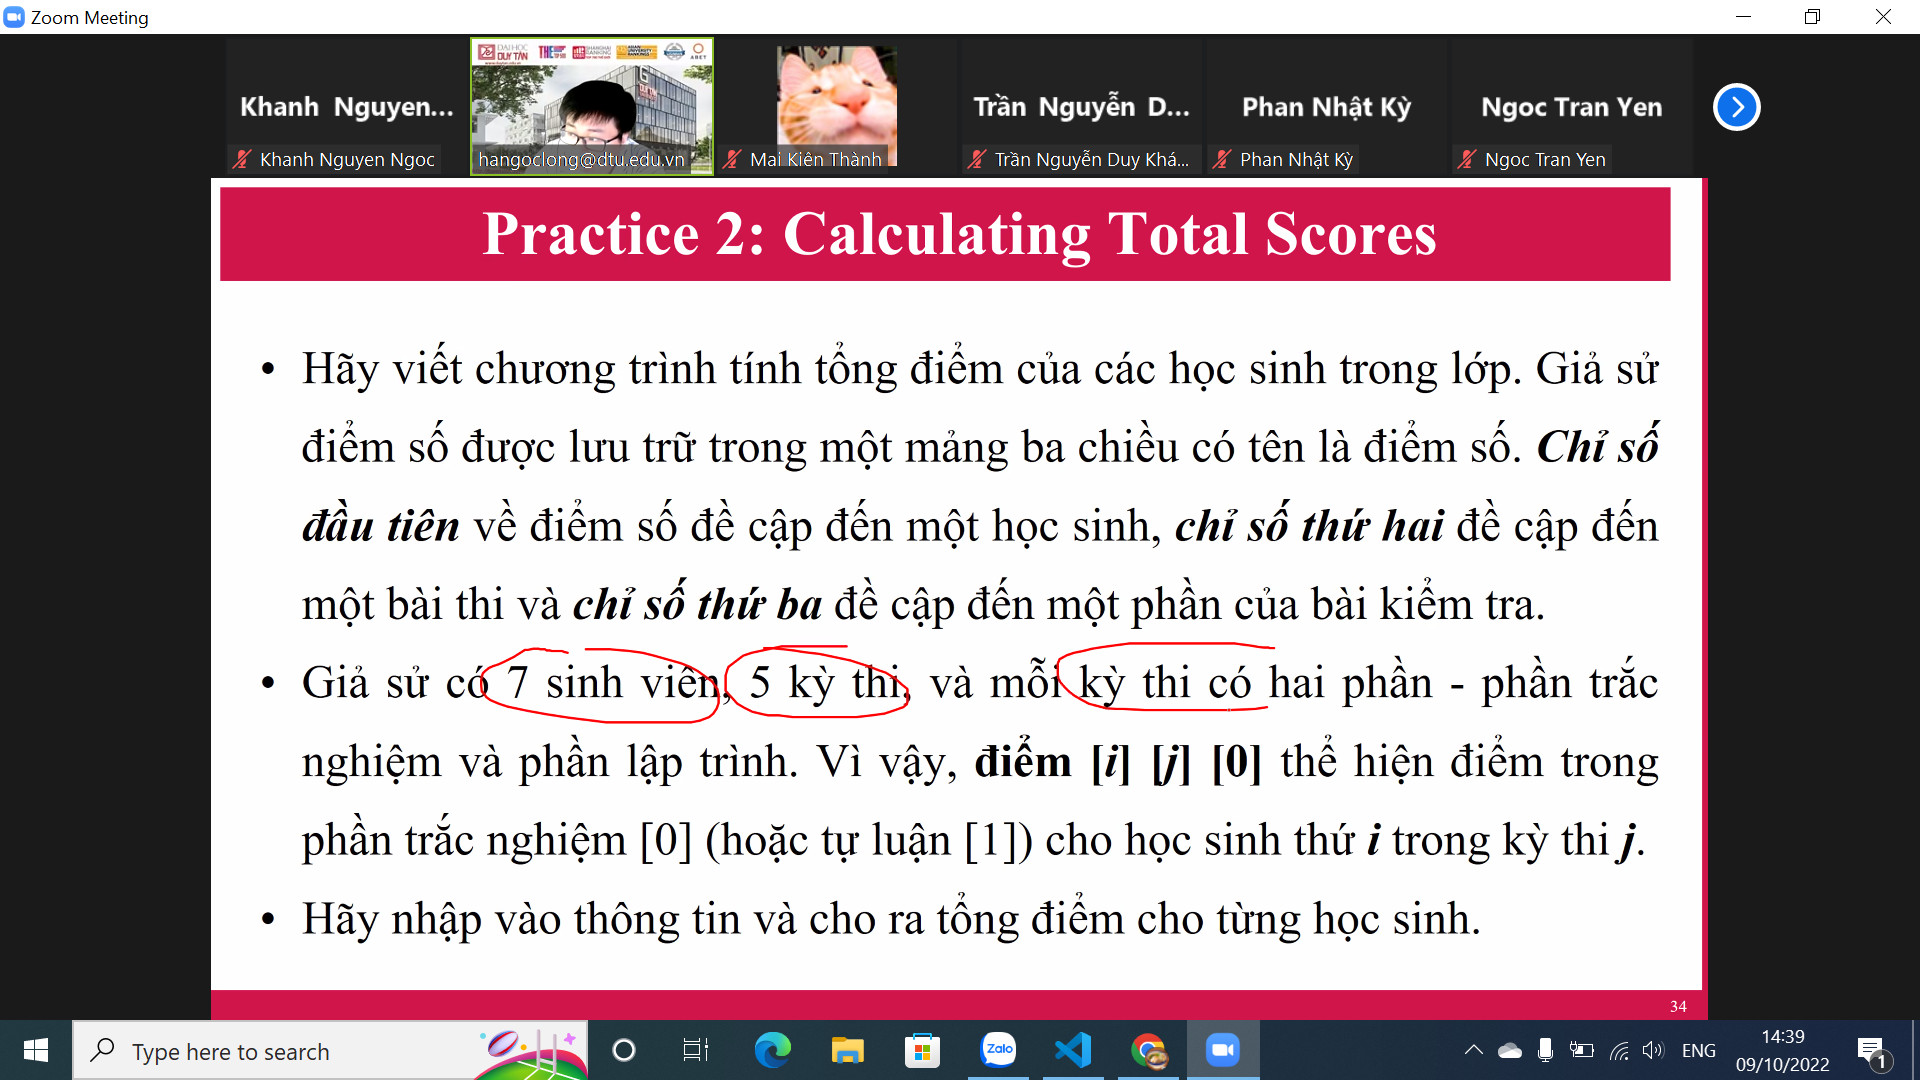 Zoom Meeting
Khanh Nguyen...
Trần Nguyễn D...
Phan Nhật Kỳ
Ngoc Tran Yen
ĐẠI HỌC
DUY TÂN
THE
SHANGHAI
RANKING
ABET
Khanh Nguyen Ngoc
hangoclong@dtu.edu.vn
Mai Kiên Thành
Trần Nguyễn Duy Khá...
Phan Nhật Kỳ
Ngoc Tran Yen
Practice 2: Calculating Total Scores
• Hãy viết chương trình tính tổng điểm của các học sinh trong lớp. Giả sử
điểm số được lưu trữ trong một mảng ba chiều có tên là điểm số. Chỉ số
đầu tiên về điểm số đề cập đến một học sinh, chỉ số thứ hai đề cập đến
một bài thi và chỉ số thứ ba đề cập đến một phần của bài kiểm tra.
• Giả sử có 7 sinh viên, 5 kỳ thi, và mỗi kỳ thi có hai phần - phần trắc
nghiệm và phần lập trình. Vì vậy, điểm [i] [j] [0] thể hiện điểm trong
phần trắc nghiệm [0] (hoặc tự luận [1]) cho học sinh thứ i trong kỳ thi j.
• Hãy nhập vào thông tin và cho ra tổng điểm cho từng học sinh.
34
Type here to search
Zalo
ENG
14:39
09/10/2022
1